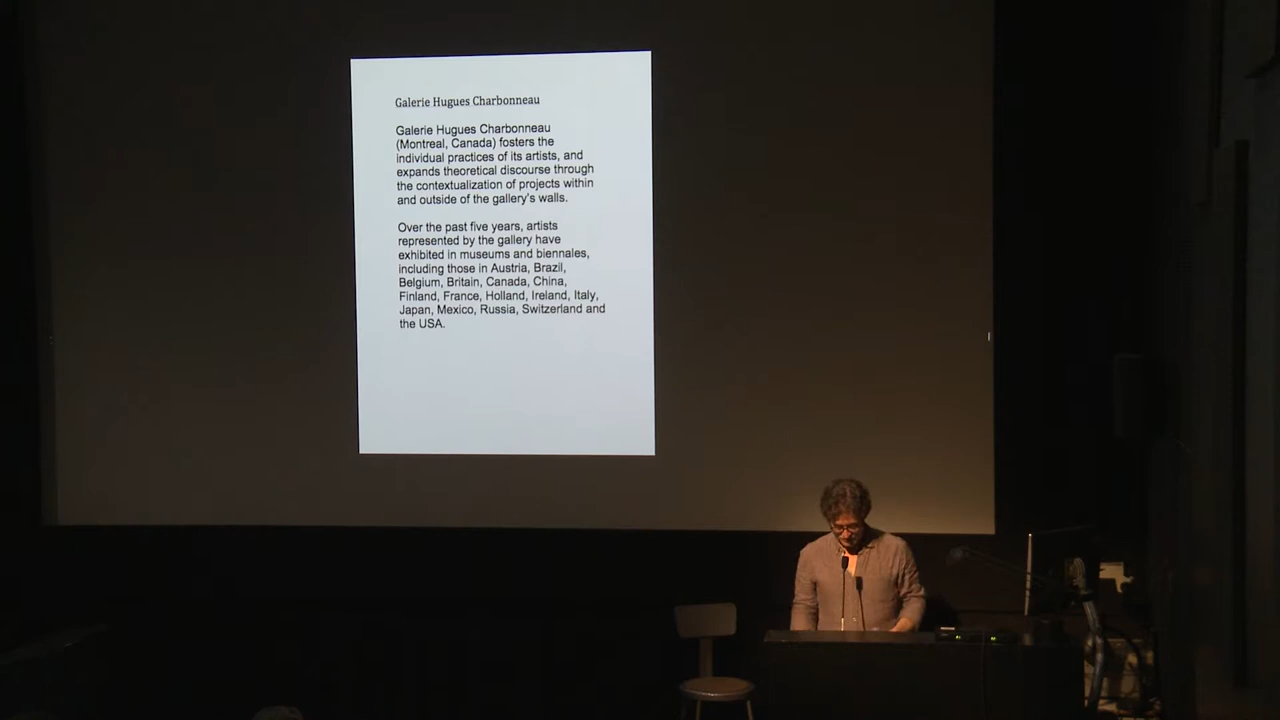 Galerie Hugues Charbonneau
Galerie Hugues Charbonneau
(Montreal, Canada) fosters the
individual practices of its artists, and
expands theoretical discourse through
the contextualization of projects within
and outside of the gallery's walls.
Over the past five years, artists
represented by the gallery have
exhibited in museums and biennales,
including those in Austria, Brazil,
Belgium, Britain, Canada, China,
Finland, France, Holland, Ireland, Italy,
Japan, Mexico, Russia, Switzerland and
the USA.